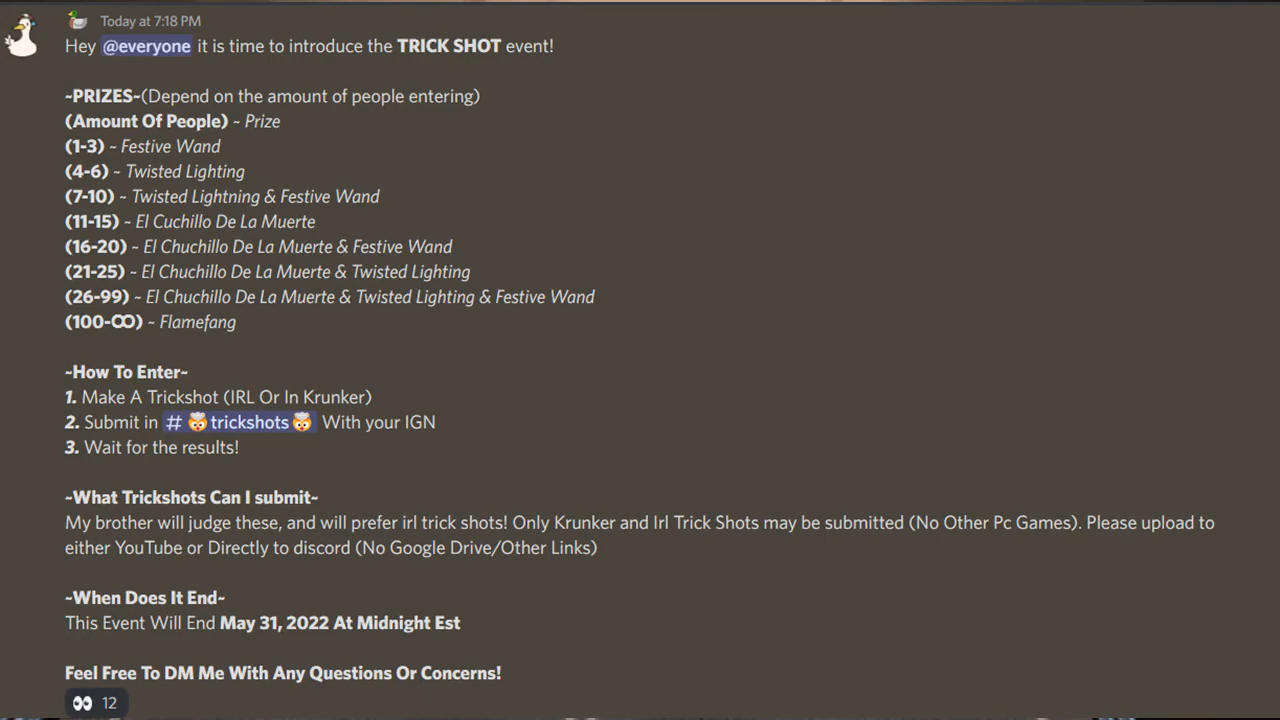 Today at 7:18 PM
Hey @everyone it is time to introduce the TRICK SHOT event!
~PRIZES~(Depend on the amount of people entering)
(Amount Of People) ~ Prize
(1-3) ~ Festive Wand
(4-6) ~ Twisted Lighting
(7-10) ~ Twisted Lightning & Festive Wand
(11-15) ~ El Cuchillo De La Muerte
(16-20) ~ El Chuchillo De La Muerte & Festive Wand
(21-25) ~ El Chuchillo De La Muerte & Twisted Lighting
(26-99) ~ El Chuchillo De La Muerte & Twisted Lighting & Festive Wand
(100-ꝏ) ~ Flamefang
~How To Enter~
1. Make A Trickshot (IRL Or In Krunker)
2. Submit in # 🤯trickshots🤯 With your IGN
3. Wait for the results!
~What Trickshots Can I submit~
My brother will judge these, and will prefer irl trick shots! Only Krunker and Irl Trick Shots may be submitted (No Other Pc Games). Please upload to
either YouTube or Directly to discord (No Google Drive/Other Links)
~When Does It End~
This Event Will End May 31, 2022 At Midnight Est
Feel Free To DM Me With Any Questions Or Concerns!
👀 12